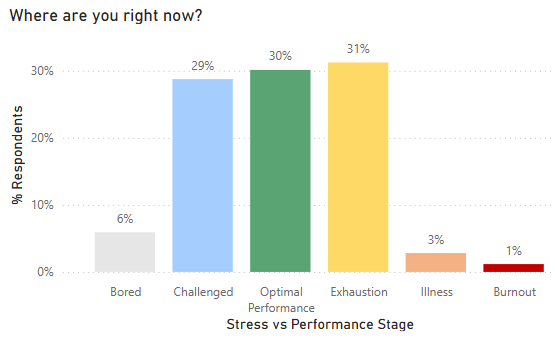 Where are you right now?
31%
30%
29%
30%
20%
10%
0%
% Respondents
6%
3%
1%
Bored
Challenged
Optimal
Performance
Exhaustion
Illness
Burnout
Stress vs Performance Stage